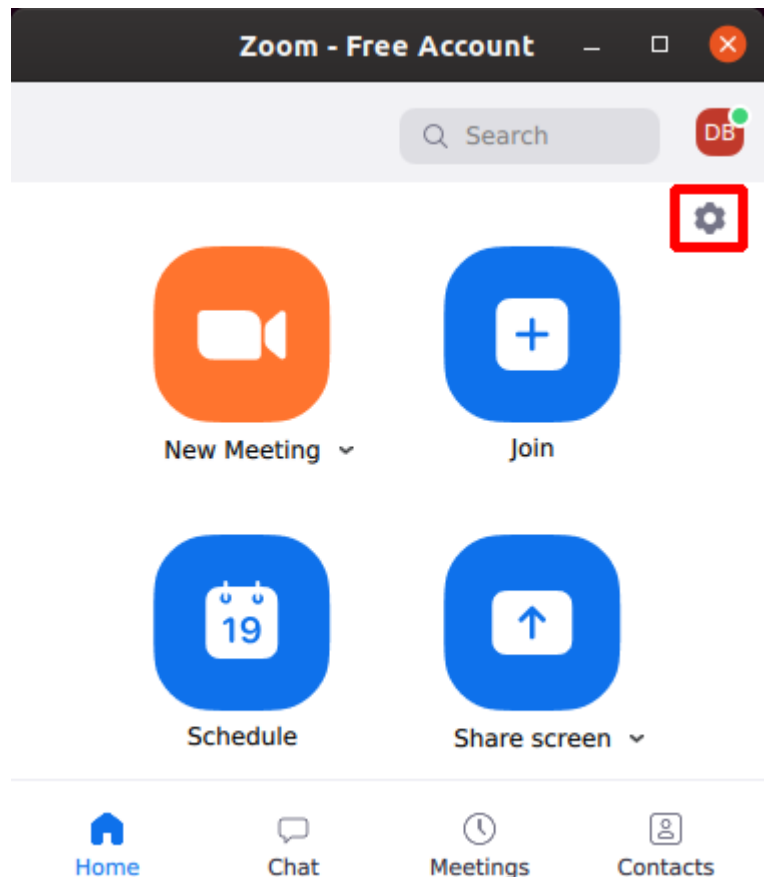 Zoom - Free Account
Search
DB
New Meeting
Join
19
Schedule
Share screen
Home
Chat
Meetings
Contacts